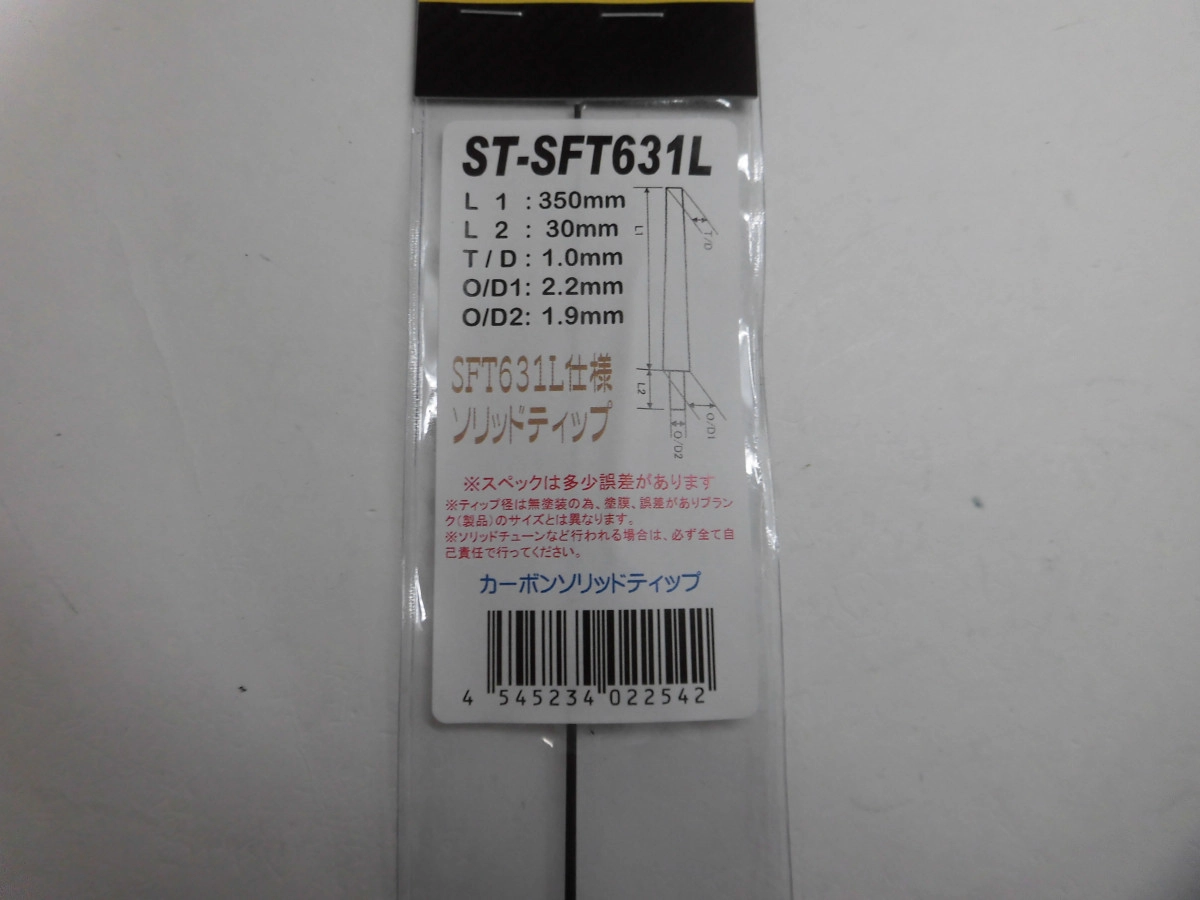 ST-SFT631L
L 1 : 350mm
L 2 : 30mm
T / D : 1.0mm
O/D1: 2.2mm
O/D2: 1.9mm
L1
T/D
L2
O/D1
O/D2
SFT631L仕様
ソリッドティップ
※スペックは多少誤差があります
※ティップ径は無塗装の為、塗膜、誤差がありブラン
ク(製品)のサイズとは異なります。
※ソリッドチューンなど行われる場合は、必ず全て自
己責任で行ってください。
カーボンソリッドティップ
4 545234 022542